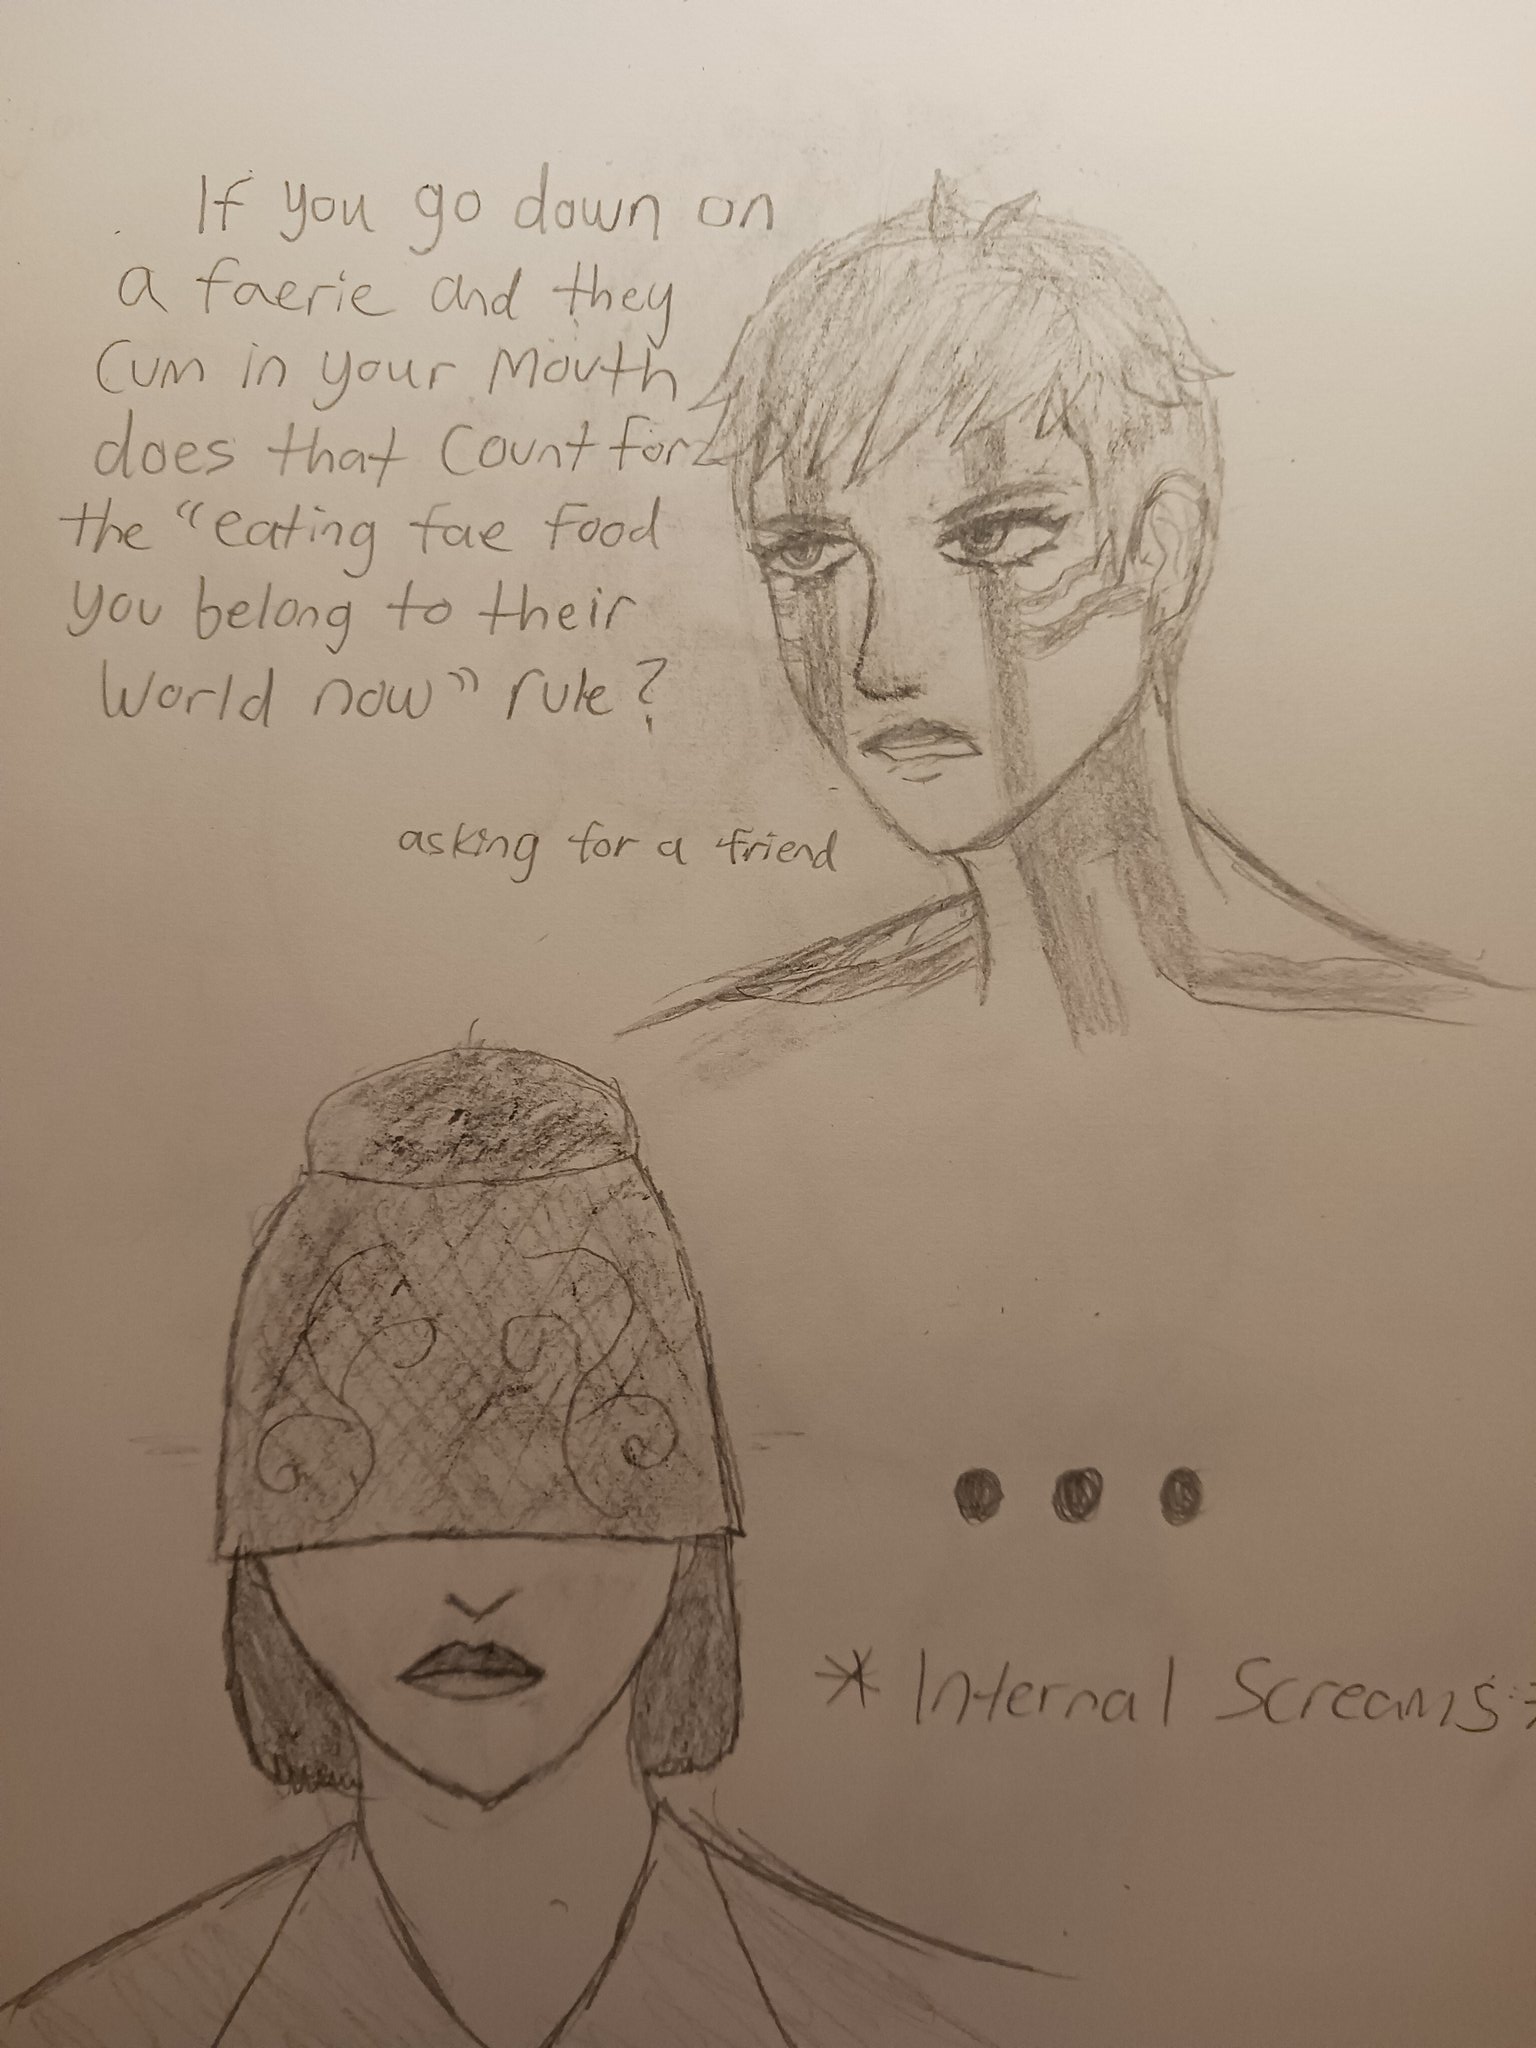 If you go down on
a faerie and they
Cum in your Mouth
does that Count for
the "eating fae food
you belong to their
World now" rule?
asking for a friend
...
* Internal Screams *